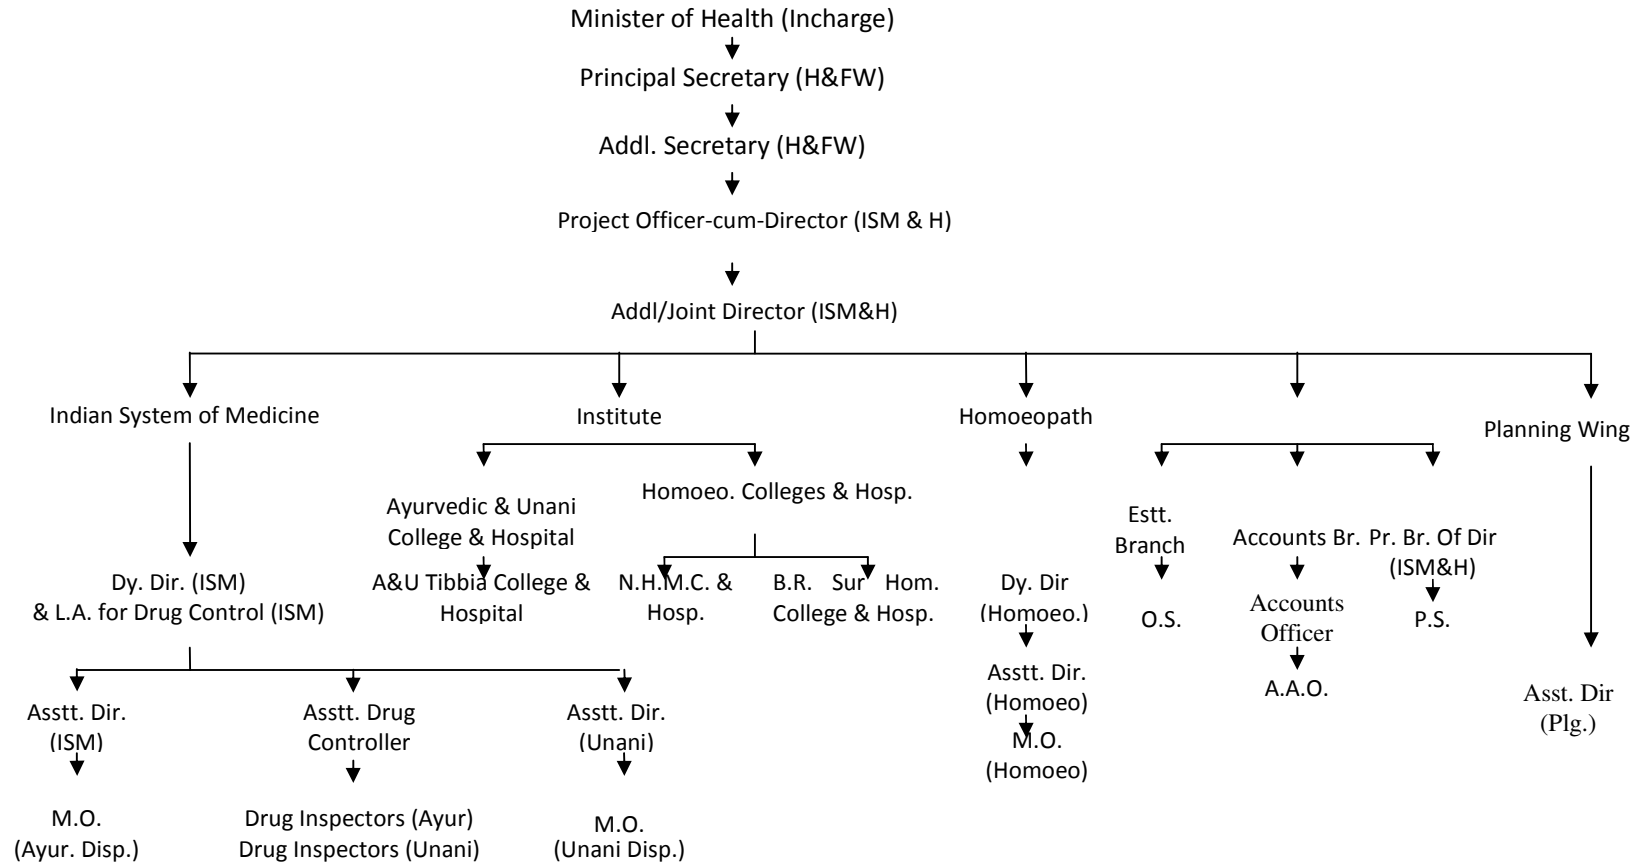 Minister of Health (Incharge)
Principal Secretary (H&FW)
Addl. Secretary (H&FW)
Project Officer-cum-Director (ISM & H)
Addl/Joint Director (ISM&H)
Indian System of Medicine
Institute
Homoeopath
Planning Wing
Ayurvedic & Unani
College & Hospital
Homoeo. Colleges & Hosp.
Estt.
Branch
Accounts Br.
Pr. Br. Of Dir
(ISM&H)
Dy. Dir. (ISM)
& L.A. for Drug Control (ISM)
A&U Tibbia College &
Hospital
N.H.M.C. &
Hosp.
B.R. Sur Hom.
College & Hosp.
Dy. Dir
(Homoeo.)
O.S.
Accounts
Officer
P.S.
Asstt. Dir.
(Homoeo)
A.A.O.
Asst. Dir
(Plg.)
Asstt. Dir.
(ISM)
Asstt. Drug
Controller
Asstt. Dir.
(Unani)
M.O.
(Homoeo)
M.O.
(Ayur. Disp.)
Drug Inspectors (Ayur)
Drug Inspectors (Unani)
M.O.
(Unani Disp.)